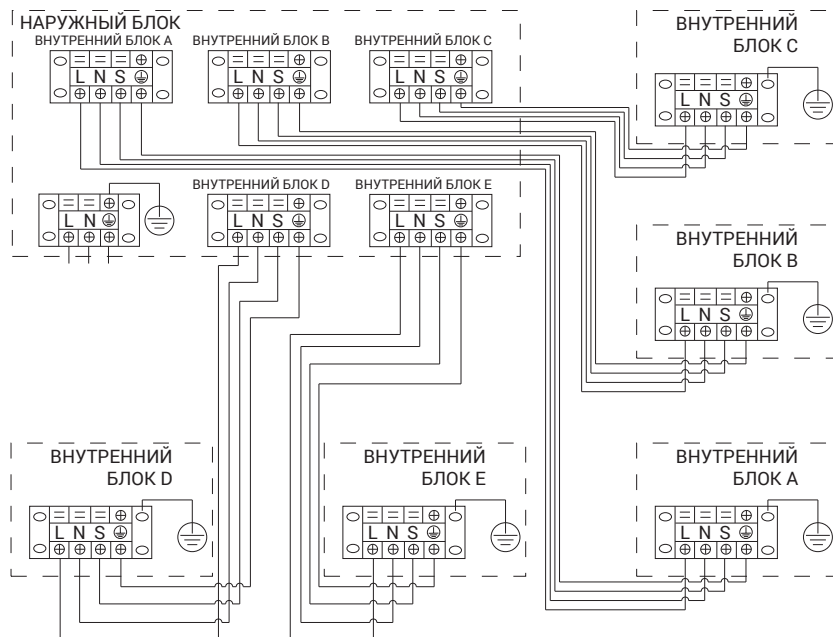 НАРУЖНЫЙ БЛОК
ВНУТРЕННИЙ БЛОК A
ВНУТРЕННИЙ БЛОК B
ВНУТРЕННИЙ БЛОК C
L N S
L N S
L N S
ВНУТРЕННИЙ БЛОК D
ВНУТРЕННИЙ БЛОК E
L N
L N S
L N S
ВНУТРЕННИЙ
БЛОК C
L N S
ВНУТРЕННИЙ
БЛОК B
L N S
ВНУТРЕННИЙ
БЛОК D
L N S
ВНУТРЕННИЙ
БЛОК E
L N S
ВНУТРЕННИЙ
БЛОК A
L N S